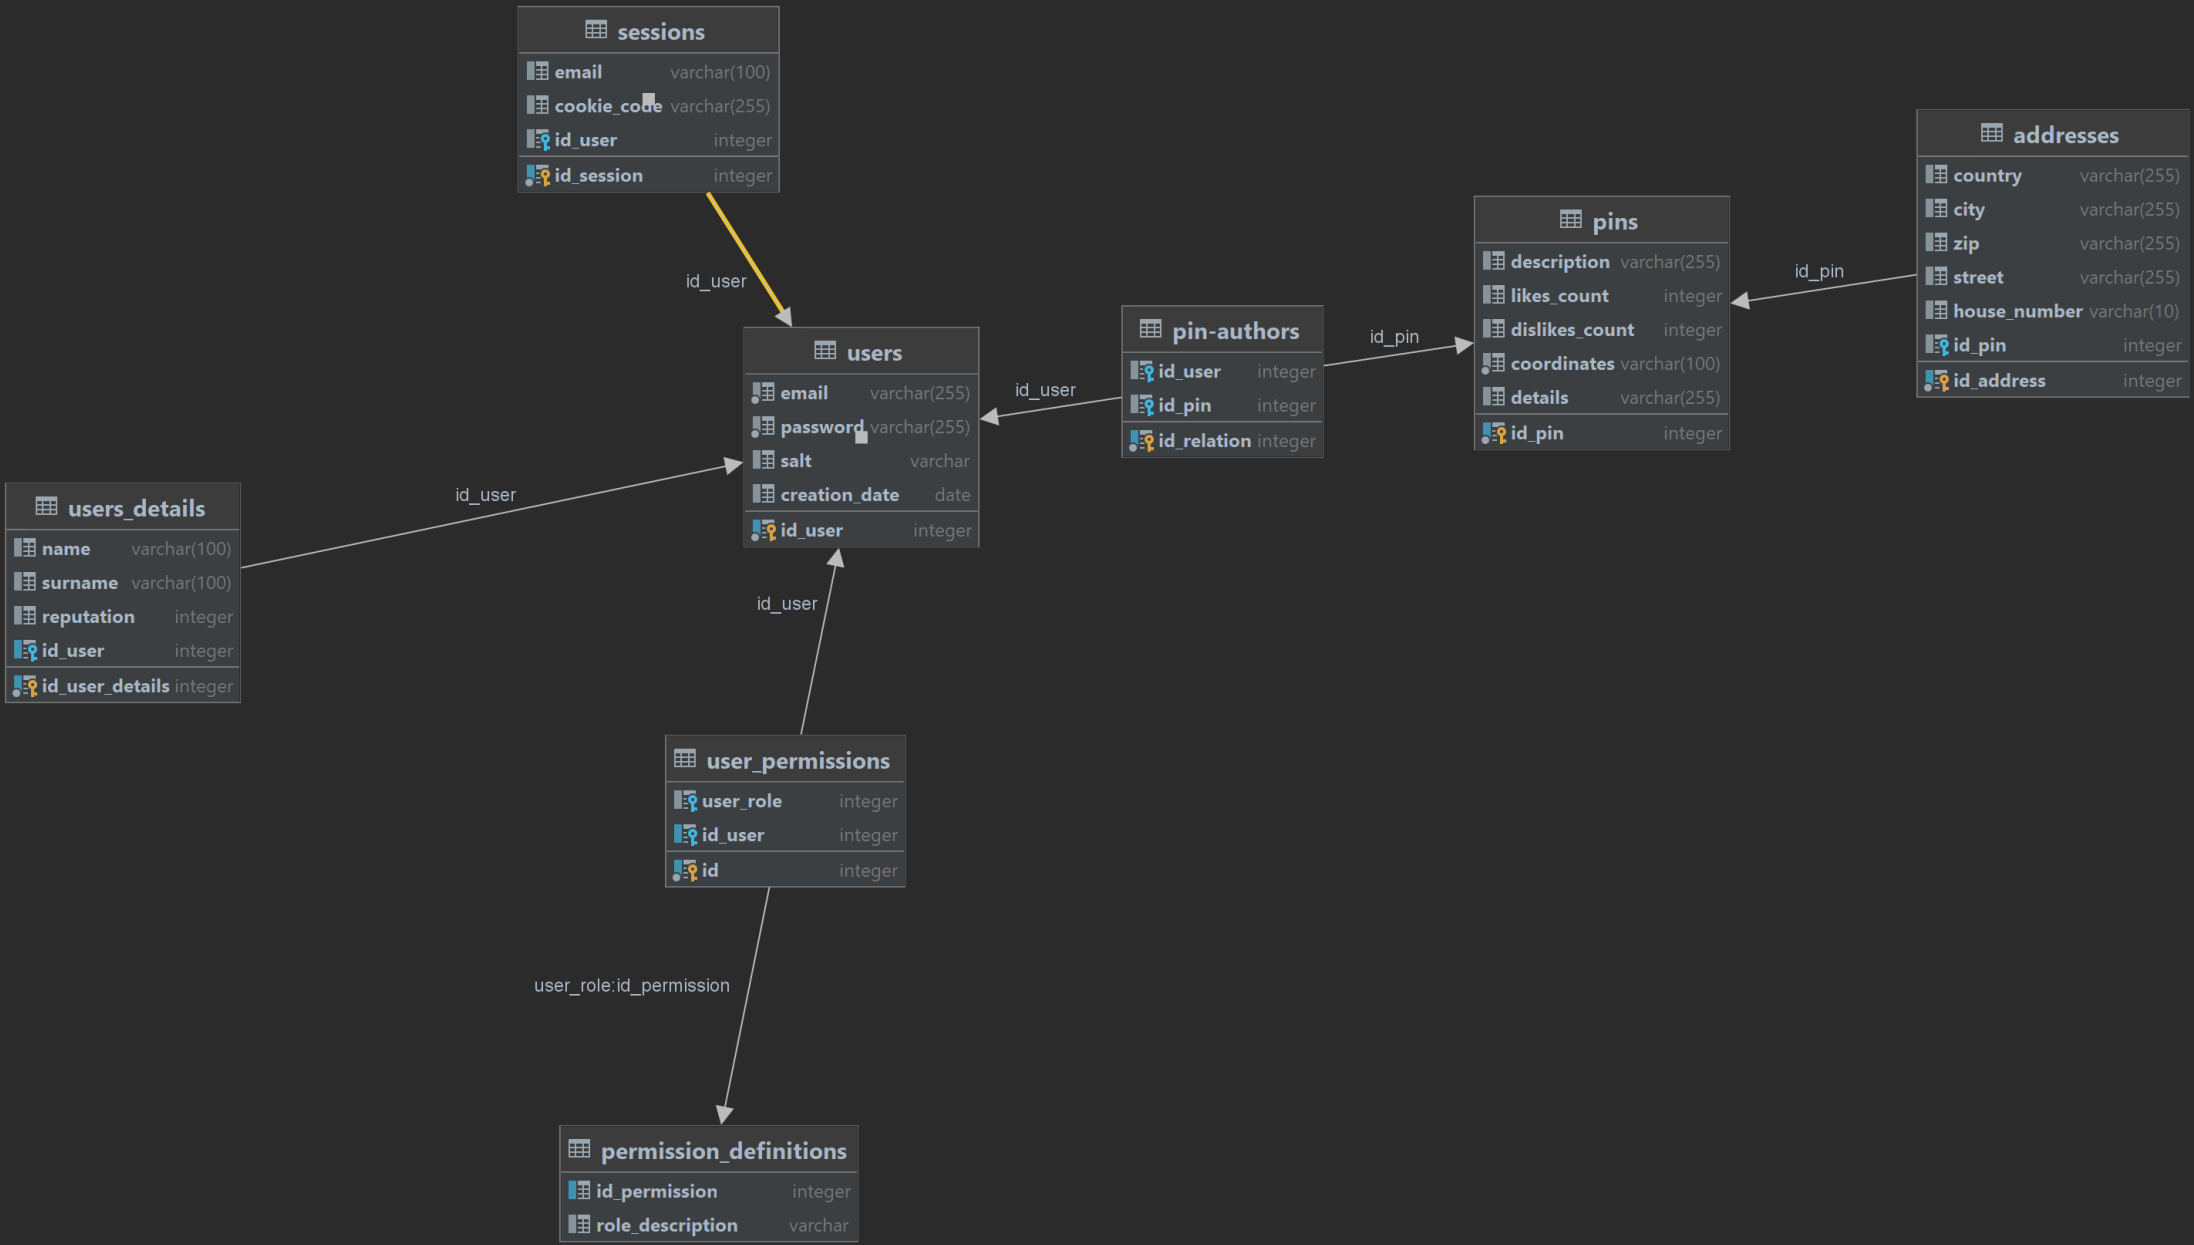 sessions
email varchar(100)
cookie_code varchar(255)
id_user integer
id_session integer
id_user
users
email varchar(255)
password varchar(255)
salt varchar
creation_date date
id_user integer
id_user
pin-authors
id_user integer
id_pin integer
id_relation integer
id_pin
pins
description varchar(255)
likes_count integer
dislikes_count integer
coordinates varchar(100)
details varchar(255)
id_pin integer
id_pin
addresses
country varchar(255)
city varchar(255)
zip varchar(255)
street varchar(255)
house_number varchar(10)
id_pin integer
id_address integer
id_user
users_details
name varchar(100)
surname varchar(100)
reputation integer
id_user integer
id_user_details integer
id_user
user_permissions
user_role integer
id_user integer
id integer
user_role:id_permission
permission_definitions
id_permission integer
role_description varchar